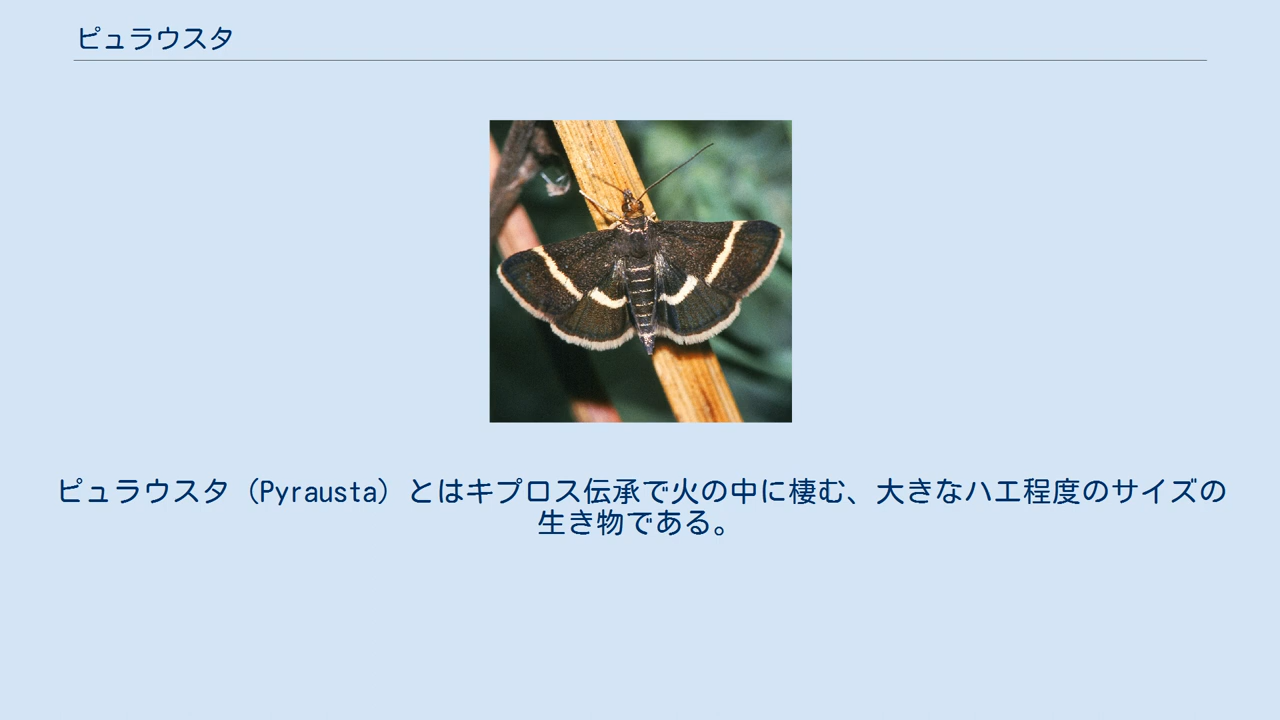 ピュラウスタ
ピュラウスタ（Pyrausta）とはキプロス伝承で火の中に棲む、大きなハエ程度のサイズの
生き物である。